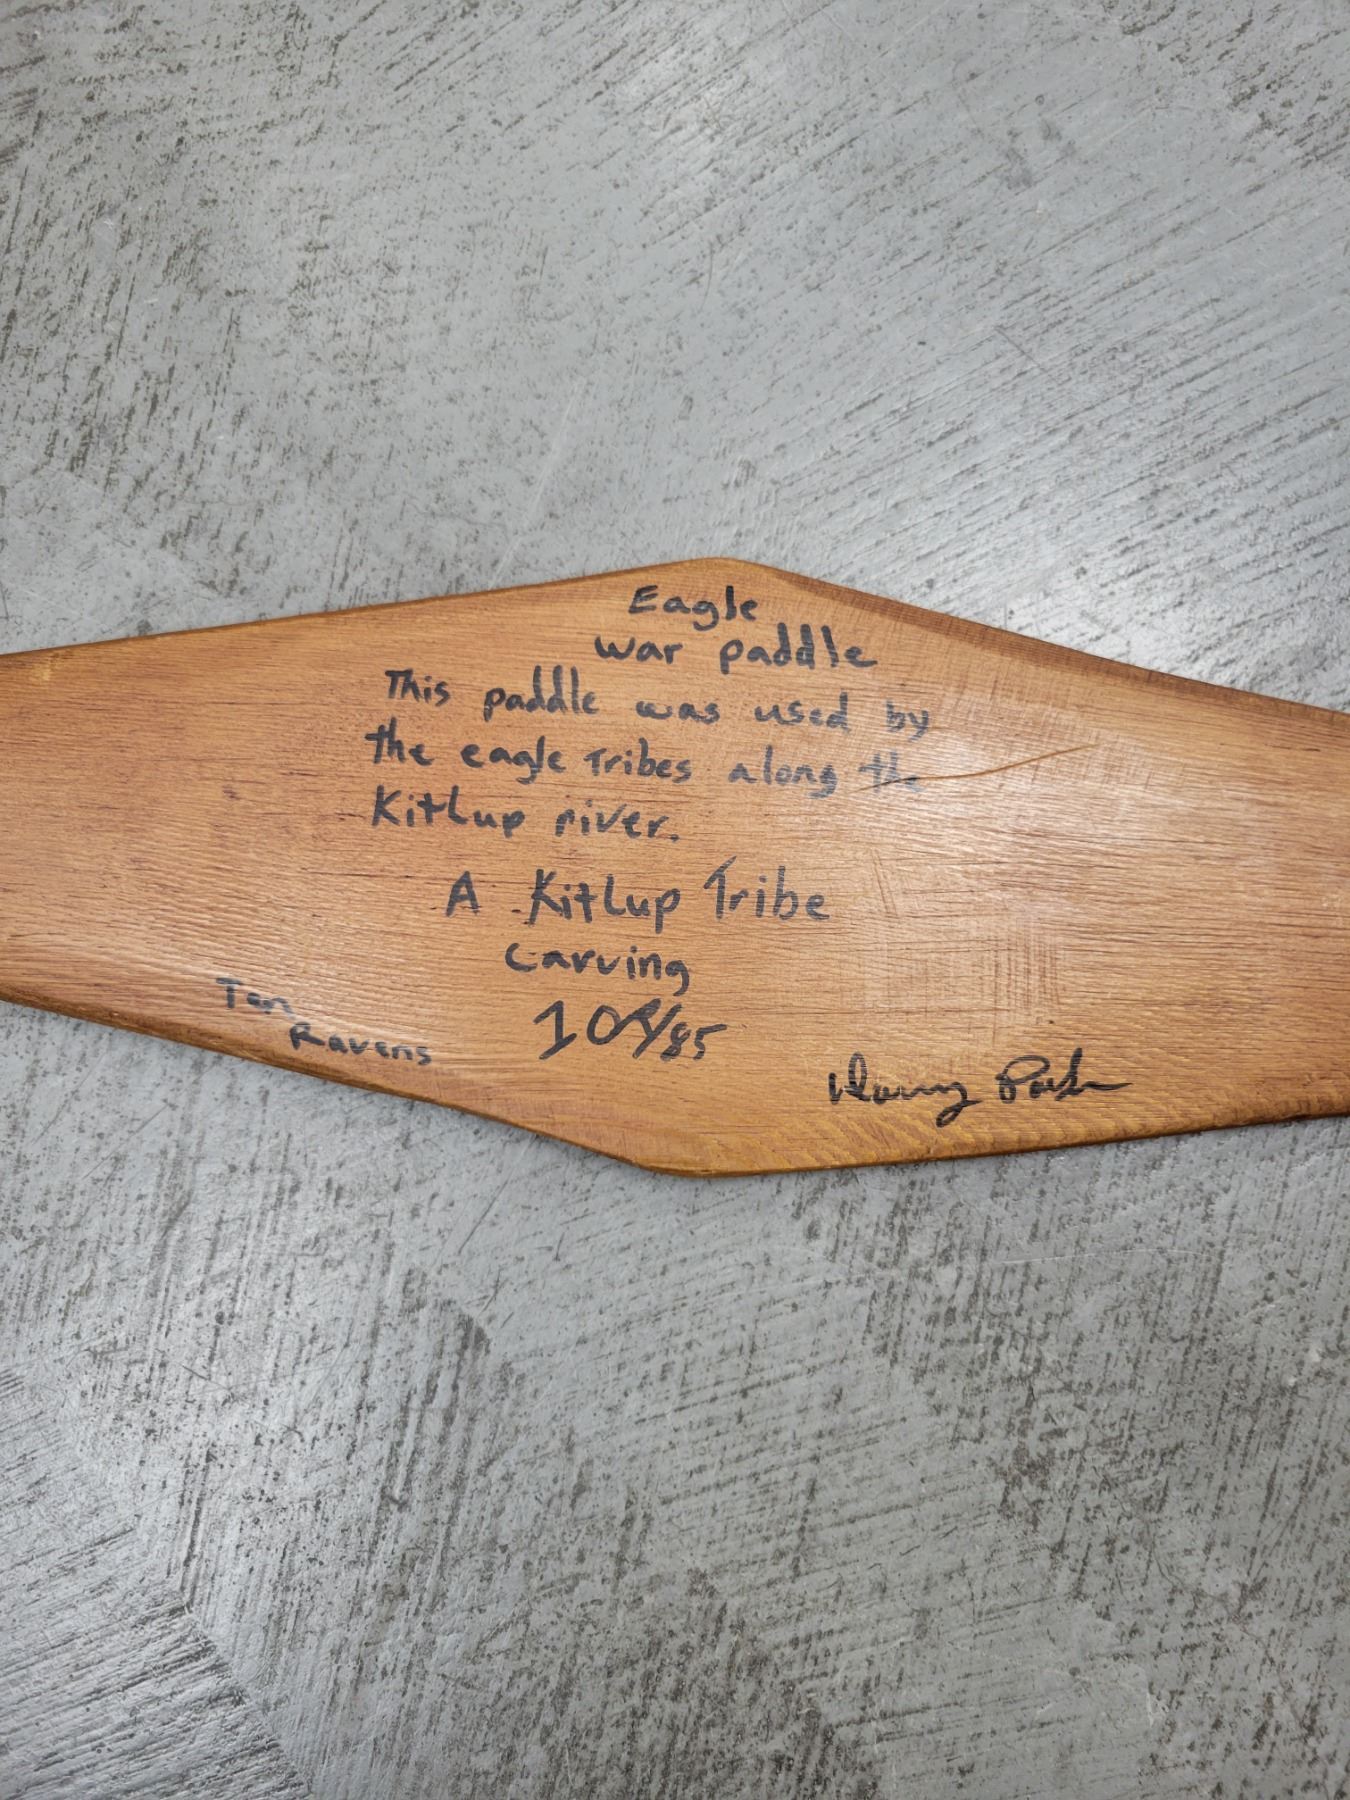 Eagle
war paddle
This paddle was used by
the eagle Tribes along the
Kitlup river.
A Kitlup Tribe
Carving
Ten
Ravens